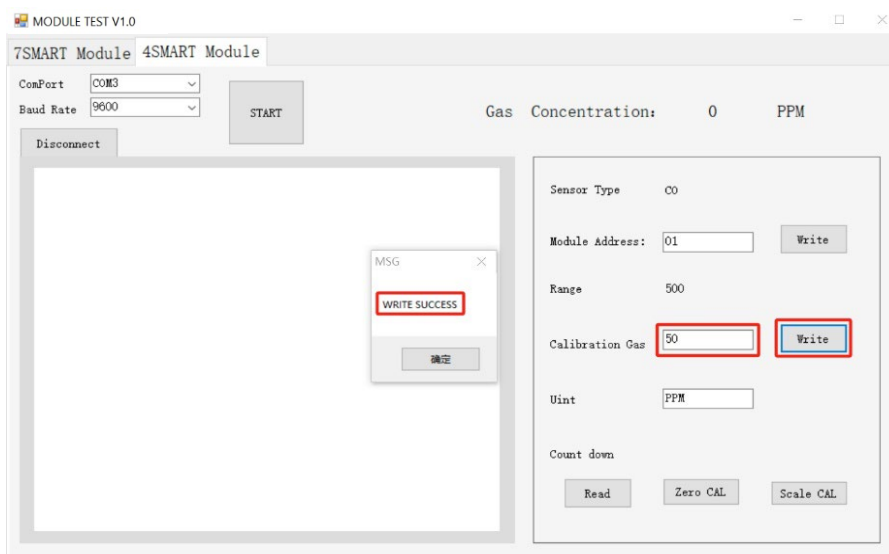 MODULE TEST V1.0
7SMART Module 4SMART Module
ComPort COM3
Baud Rate 9600
START
Gas Concentration: 0 PPM
Disconnect
Sensor Type CO
Module Address: 01 Write
MSG
Range 500
WRITE SUCCESS
Calibration Gas 50 Write
确定
Uint PPM
Count down
Read Zero CAL Scale CAL